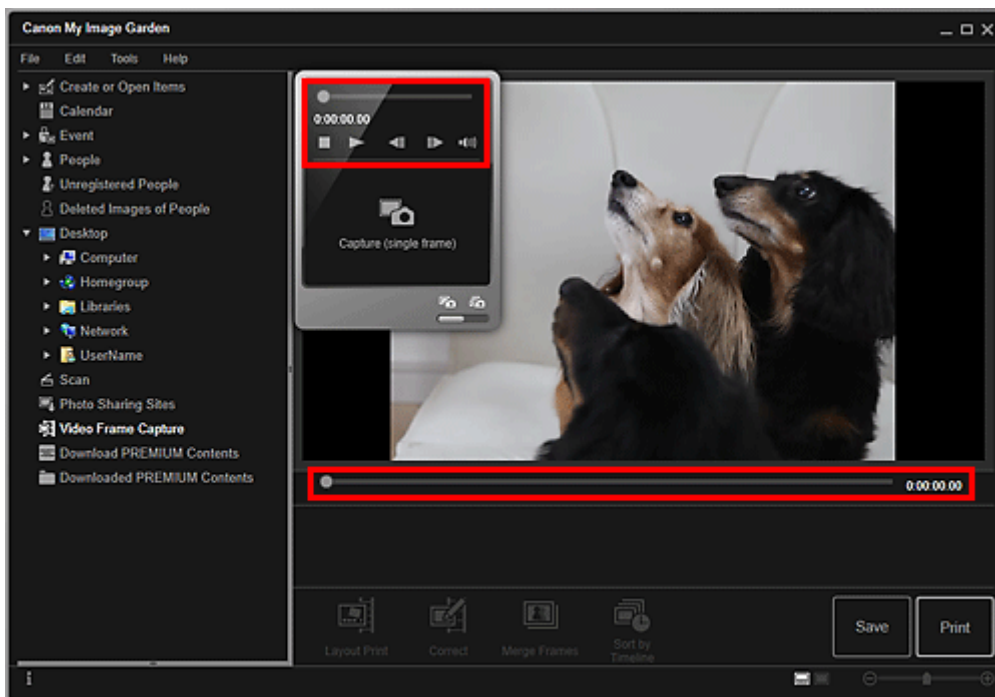 Canon My Image Garden
File Edit Tools Help
Create or Open Items
Calendar
Event
People
Unregistered People
Deleted Images of People
Desktop
Computer
Homegroup
Libraries
Network
UserName
Scan
Photo Sharing Sites
Video Frame Capture
Download PREMIUM Contents
Downloaded PREMIUM Contents
0:00:00.00
Capture (single frame)
0:00:00.00
Layout Print
Correct
Merge Frames
Sort by
Timeline
Save
Print